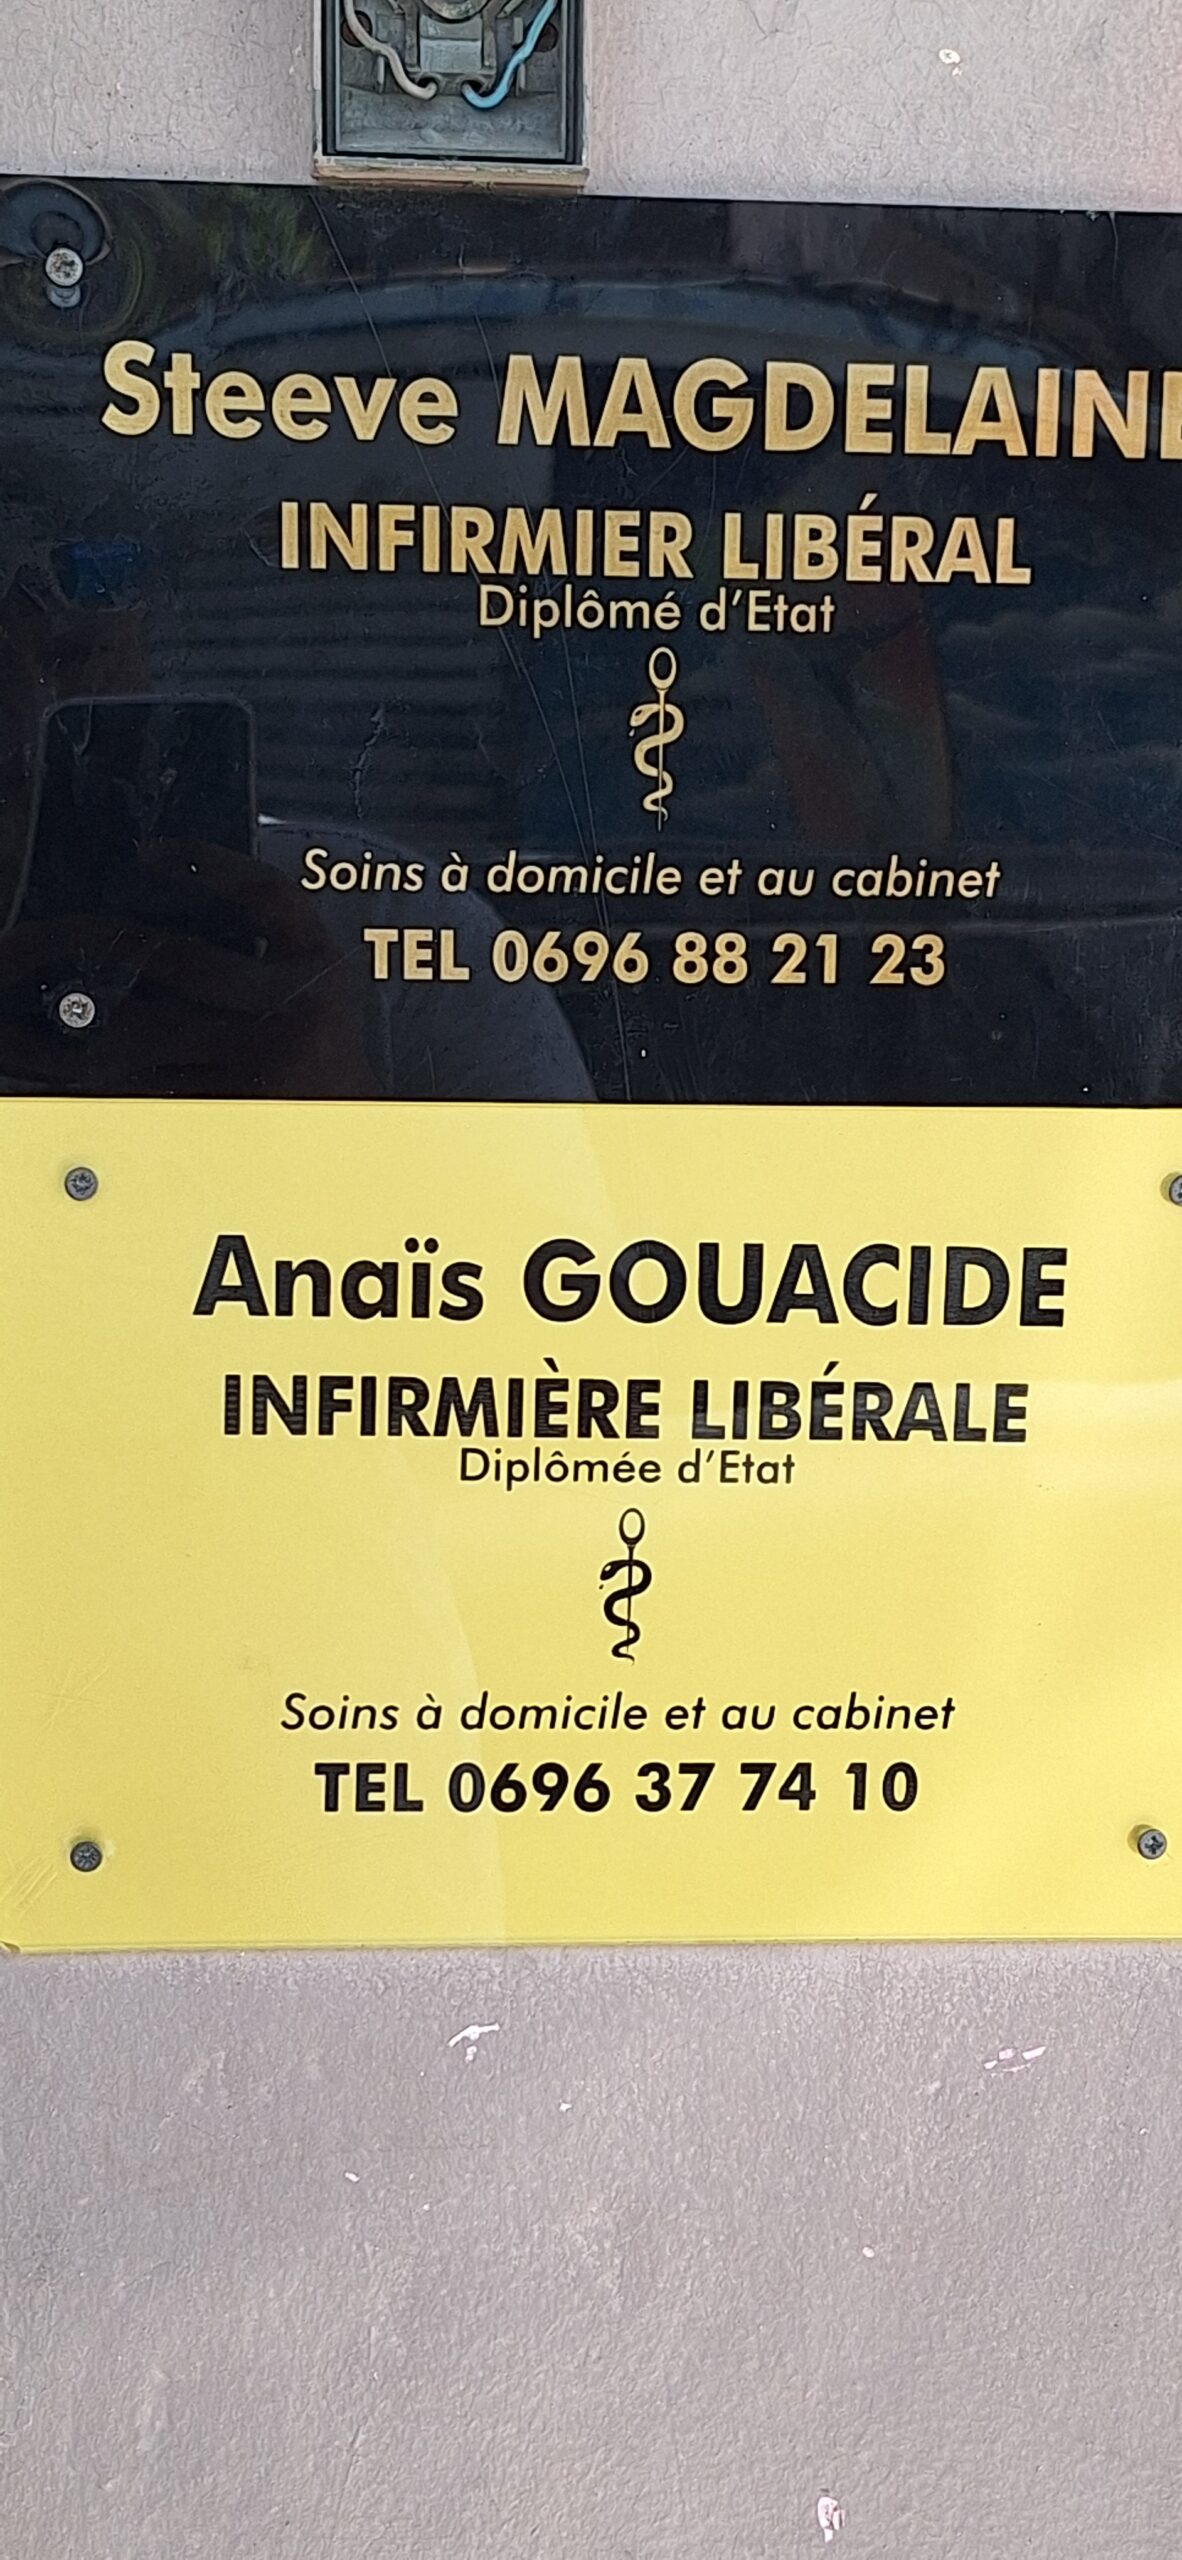 Steeve MAGDELAINE
INFIRMIER LIBÉRAL
Diplômé d'Etat
Soins à domicile et au cabinet
TEL 0696 88 21 23
Anaïs GOUACIDE
INFIRMIÈRE LIBÉRALE
Diplômée d'Etat
Soins à domicile et au cabinet
TEL 0696 37 74 10